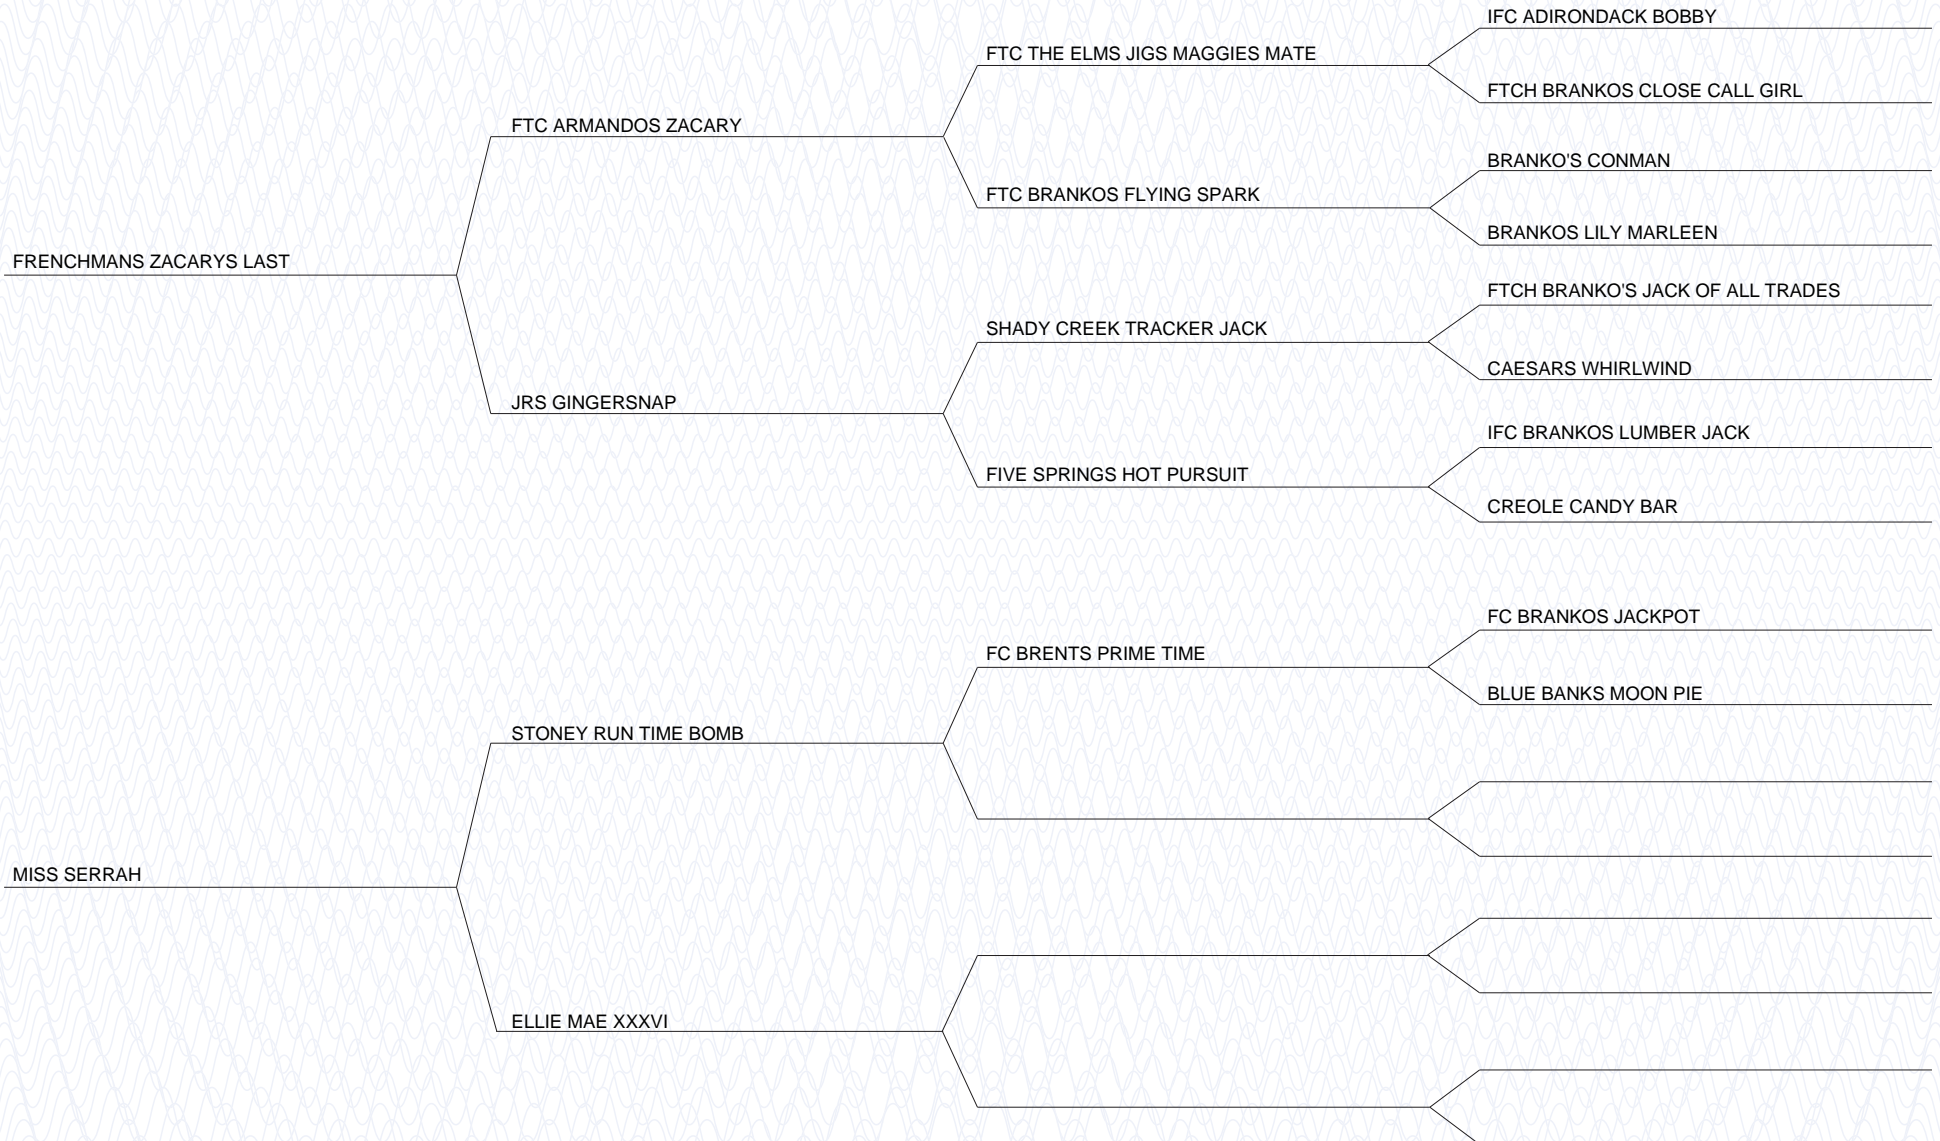 IFC ADIRONDACK BOBBY
FTC THE ELMS JIGS MAGGIES MATE
FTCH BRANKOS CLOSE CALL GIRL
FTC ARMANDOS ZACARY
BRANKO'S CONMAN
FTC BRANKOS FLYING SPARK
BRANKOS LILY MARLEEN
FRENCHMANS ZACARYS LAST
FTCH BRANKO'S JACK OF ALL TRADES
SHADY CREEK TRACKER JACK
CAESARS WHIRLWIND
JRS GINGERSNAP
IFC BRANKOS LUMBER JACK
FIVE SPRINGS HOT PURSUIT
CREOLE CANDY BAR
FC BRANKOS JACKPOT
FC BRENTS PRIME TIME
BLUE BANKS MOON PIE
STONEY RUN TIME BOMB
MISS SERRAH
ELLIE MAE XXXVI